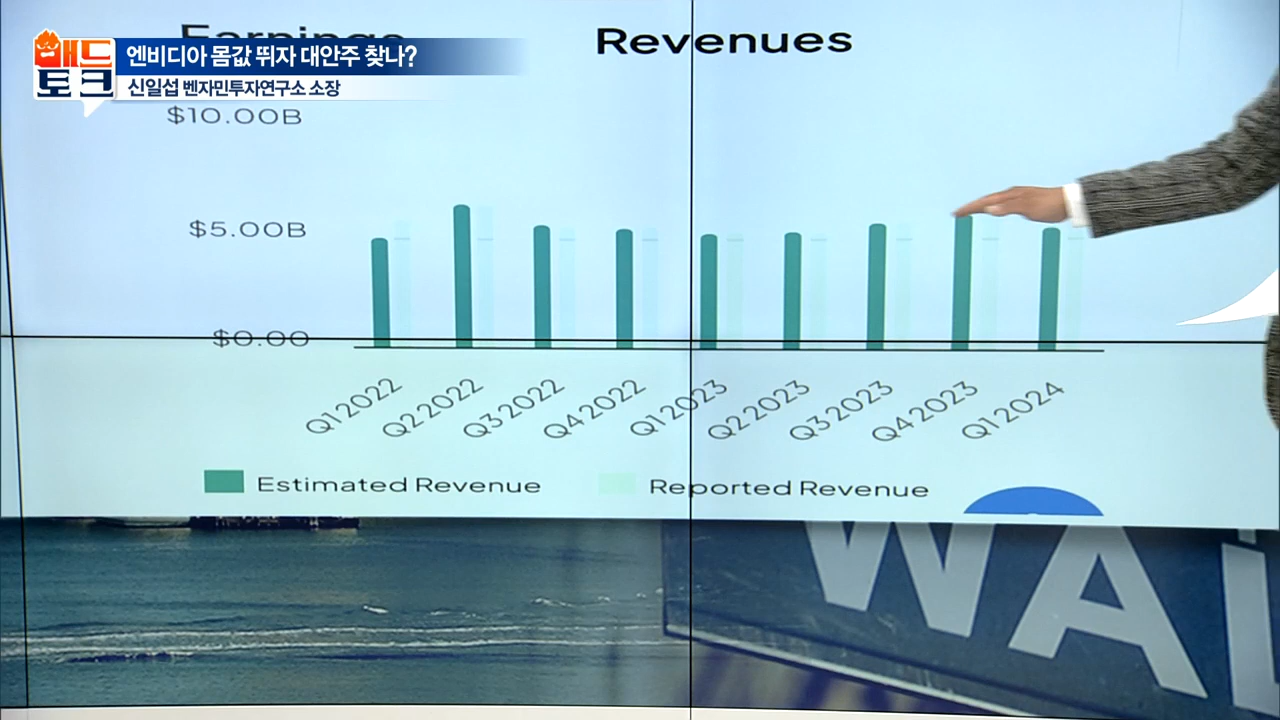 매드
토크
엔비디아 몸값 뛰자 대안주 찾나?
신일섭 벤자민투자연구소 소장
Earnings
Revenues
$10.00B
$5.00B
$0.00
Q1 2022
Q2 2022
Q3 2022
Q4 2022
Q1 2023
Q2 2023
Q3 2023
Q4 2023
Q1 2024
Estimated Revenue
Reported Revenue
WA